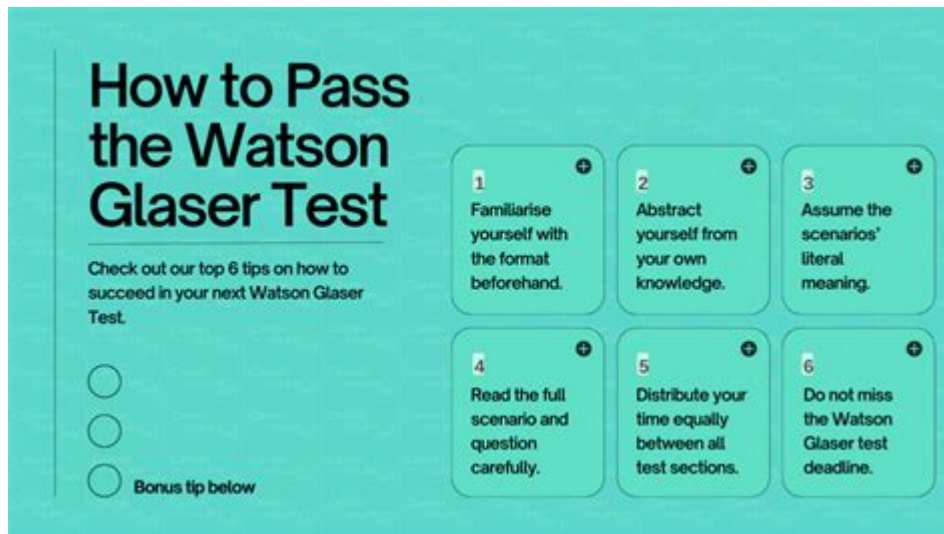 How to Pass
the Watson
Glaser Test
Check out our top 6 tips on how to
succeed in your next Watson Glaser
Test.
Bonus tip below
1
Familiarise
yourself with
the format
beforehand.
2
Abstract
yourself from
your own
knowledge.
3
Assume the
scenarios'
literal
meaning.
4
Read the full
scenario and
question
carefully.
5
Distribute your
time equally
between all
test sections.
6
Do not miss
the Watson
Glaser test
deadline.